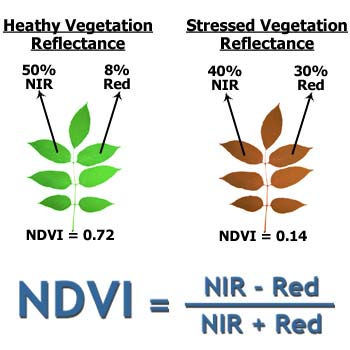 Heathy Vegetation
Reflectance
50%
NIR
8%
Red
NDVI = 0.72
Stressed Vegetation
Reflectance
40%
NIR
30%
Red
NDVI = 0.14
NDVI = NIR - Red
NIR + Red